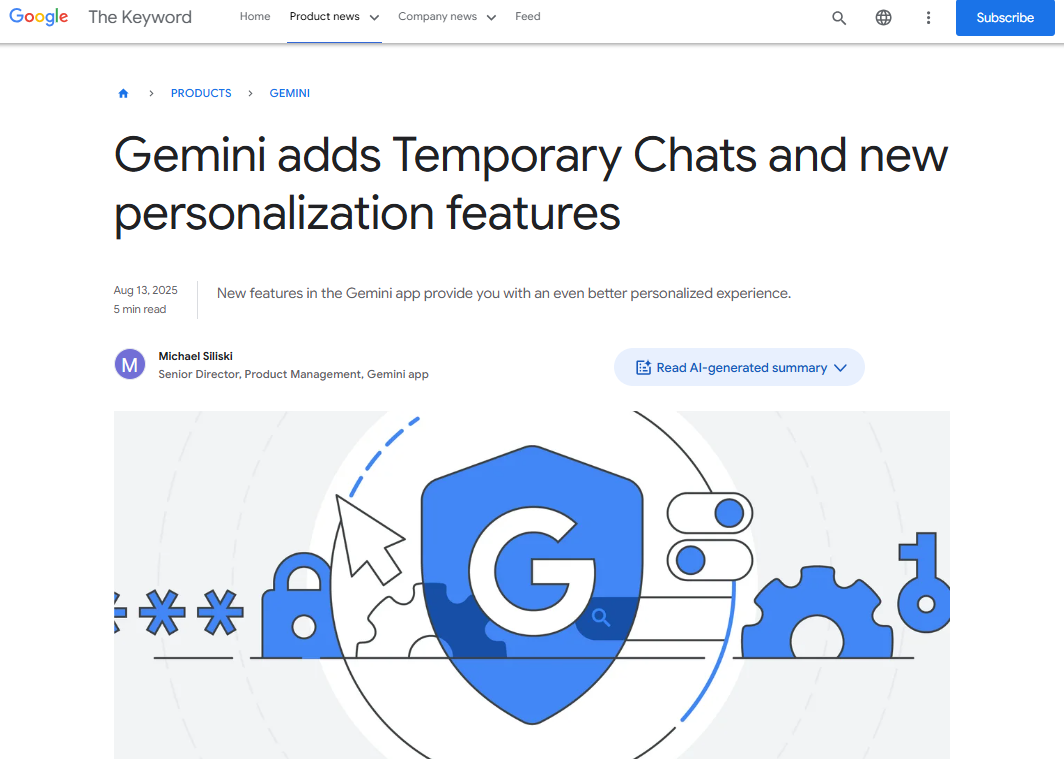 Google The Keyword Home Product news Company news Feed Subscribe
PRODUCTS GEMINI
Gemini adds Temporary Chats and new
personalization features
Aug 13, 2025
5 min read
New features in the Gemini app provide you with an even better personalized experience.
M
Michael Siliski
Senior Director, Product Management, Gemini app
Read AI-generated summary
***
G